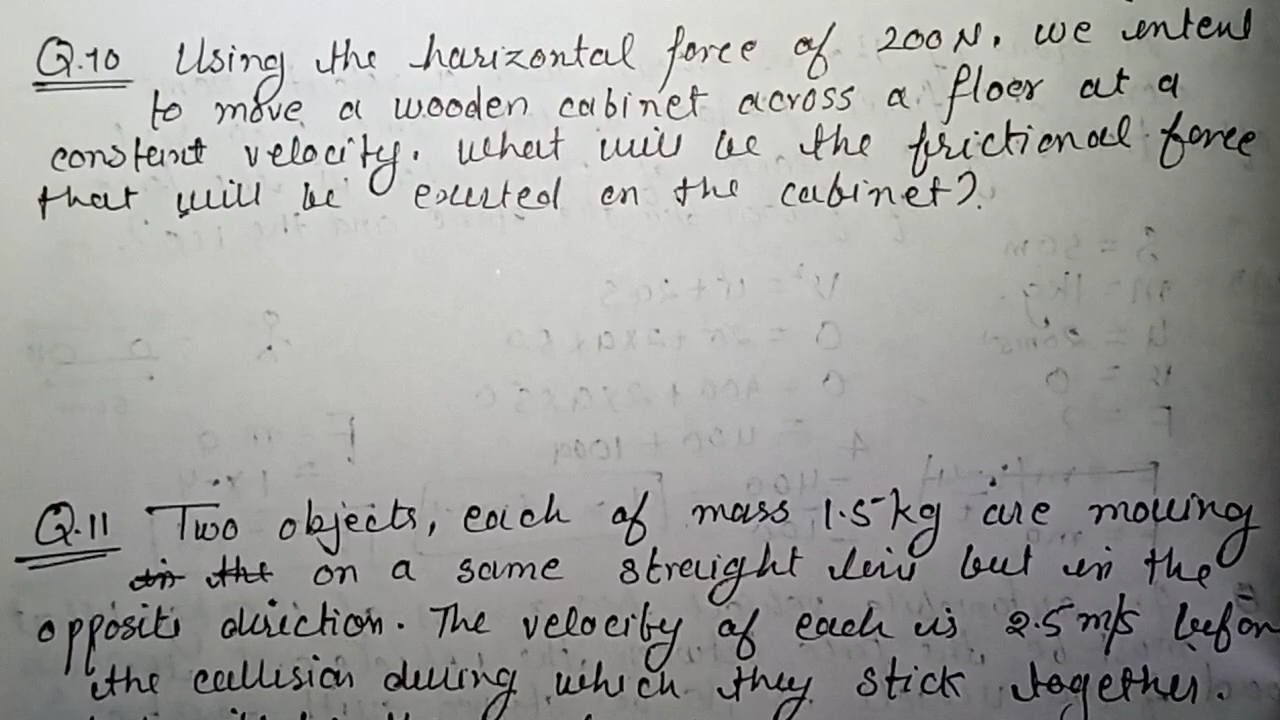 Q.10 Using the harizontal force of 200 N, we intend
to move a wooden cabinet across a floor at a
constant velocity. What will be the frictional force
that will be exerted on the cabinet?
Q.11 Two objects, each of mass 1.5 kg are moving
in the on a same straight line but in the
opposite direction. The velocity of each is 2.5 m/s before
the collision during which they stick together.